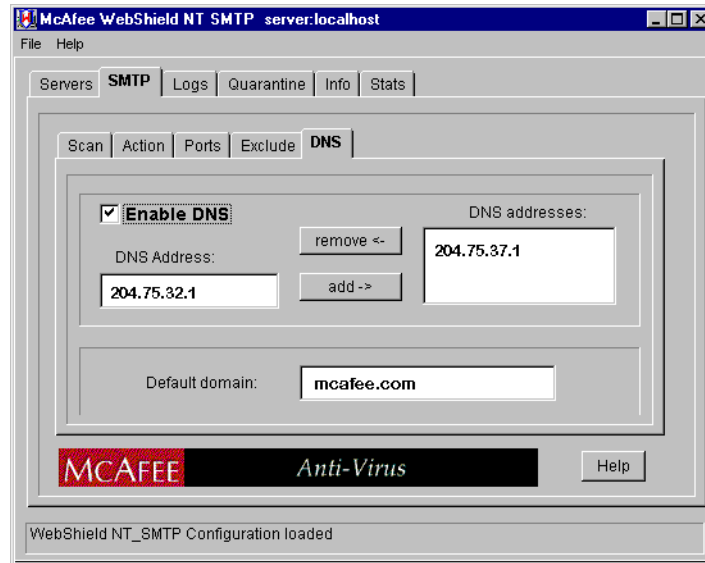 McAfee WebShield NT SMTP server:localhost
File Help
Servers SMTP Logs Quarantine Info Stats
Scan Action Ports Exclude DNS
Enable DNS
DNS addresses:
remove <-
204.75.37.1
DNS Address:
add ->
204.75.32.1
Default domain:
mcafee.com
MCAFEE Anti-Virus
Help
WebShield NT_SMTP Configuration loaded